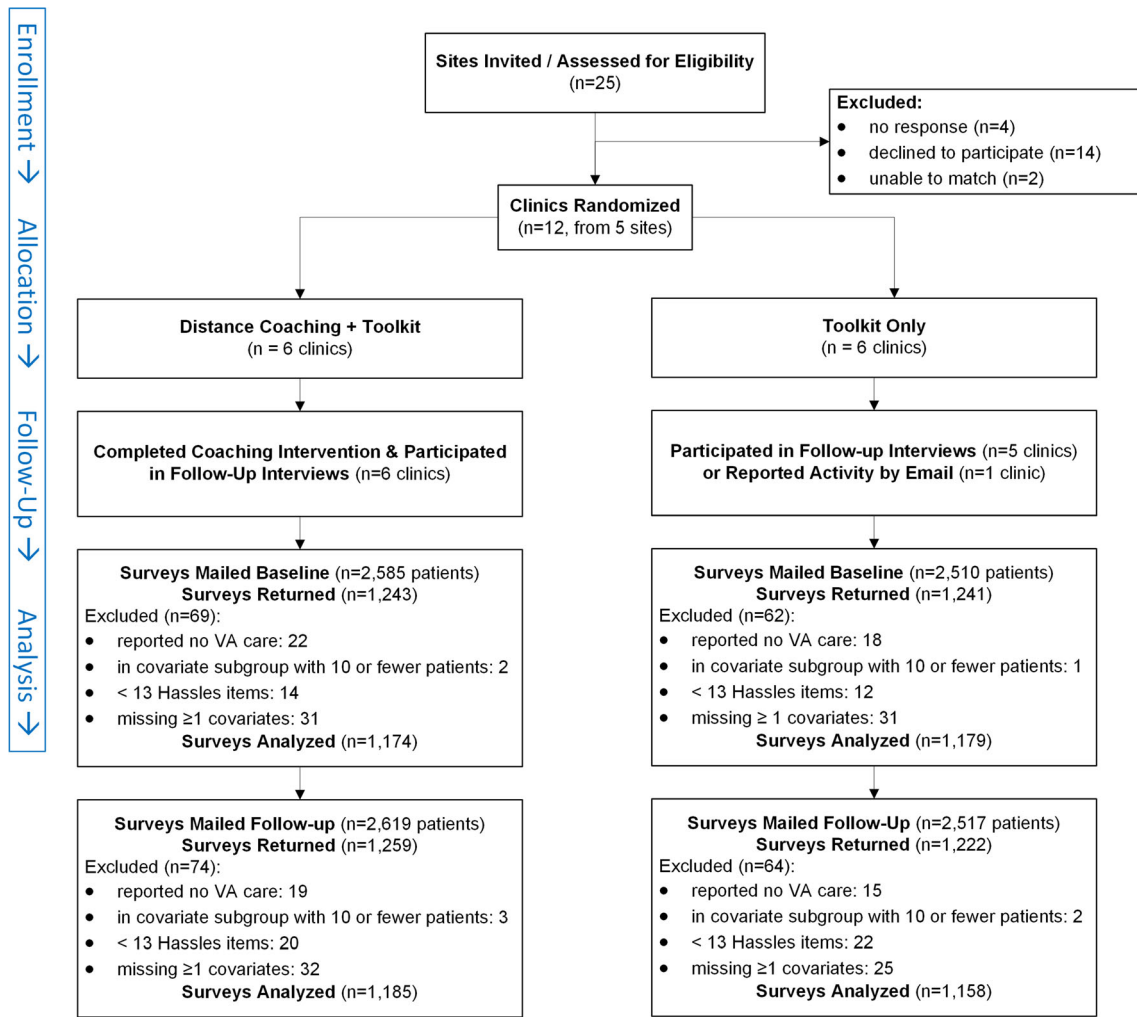 Enrollment → Allocation → Follow-Up → Analysis →
Sites Invited / Assessed for Eligibility
(n=25)
Excluded:
● no response (n=4)
● declined to participate (n=14)
● unable to match (n=2)
Clinics Randomized
(n=12, from 5 sites)
Distance Coaching + Toolkit
(n = 6 clinics)
Toolkit Only
(n = 6 clinics)
Completed Coaching Intervention & Participated
in Follow-Up Interviews (n=6 clinics)
Participated in Follow-up Interviews (n=5 clinics)
or Reported Activity by Email (n=1 clinic)
Surveys Mailed Baseline (n=2,585 patients)
Surveys Returned (n=1,243)
Excluded (n=69):
● reported no VA care: 22
● in covariate subgroup with 10 or fewer patients: 2
● < 13 Hassles items: 14
● missing ≥1 covariates: 31
Surveys Analyzed (n=1,174)
Surveys Mailed Baseline (n=2,510 patients)
Surveys Returned (n=1,241)
Excluded (n=62):
● reported no VA care: 18
● in covariate subgroup with 10 or fewer patients: 1
● < 13 Hassles items: 12
● missing ≥ 1 covariates: 31
Surveys Analyzed (n=1,179)
Surveys Mailed Follow-up (n=2,619 patients)
Surveys Returned (n=1,259)
Excluded (n=74):
● reported no VA care: 19
● in covariate subgroup with 10 or fewer patients: 3
● < 13 Hassles items: 20
● missing ≥1 covariates: 32
Surveys Analyzed (n=1,185)
Surveys Mailed Follow-Up (n=2,517 patients)
Surveys Returned (n=1,222)
Excluded (n=64):
● reported no VA care: 15
● in covariate subgroup with 10 or fewer patients: 2
● < 13 Hassles items: 22
● missing ≥1 covariates: 25
Surveys Analyzed (n=1,158)